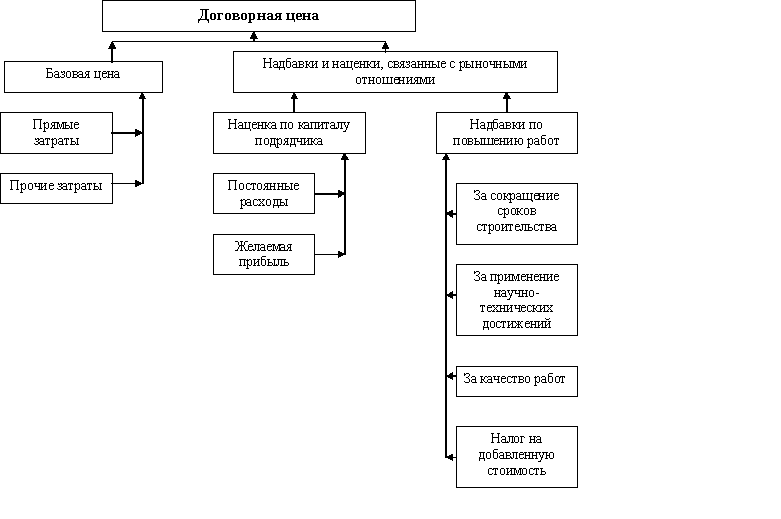 Договорная цена
Базовая цена
Надбавки и наценки, связанные с рыночными
отношениями
Прямые
затраты
Наценка по капиталу
подрядчика
Надбавки по
повышению работ
Прочие затраты
Постоянные
расходы
За сокращение
сроков
строительства
Желаемая
прибыль
За применение
научно-
технических
достижений
За качество работ
Налог на
добавленную
стоимость